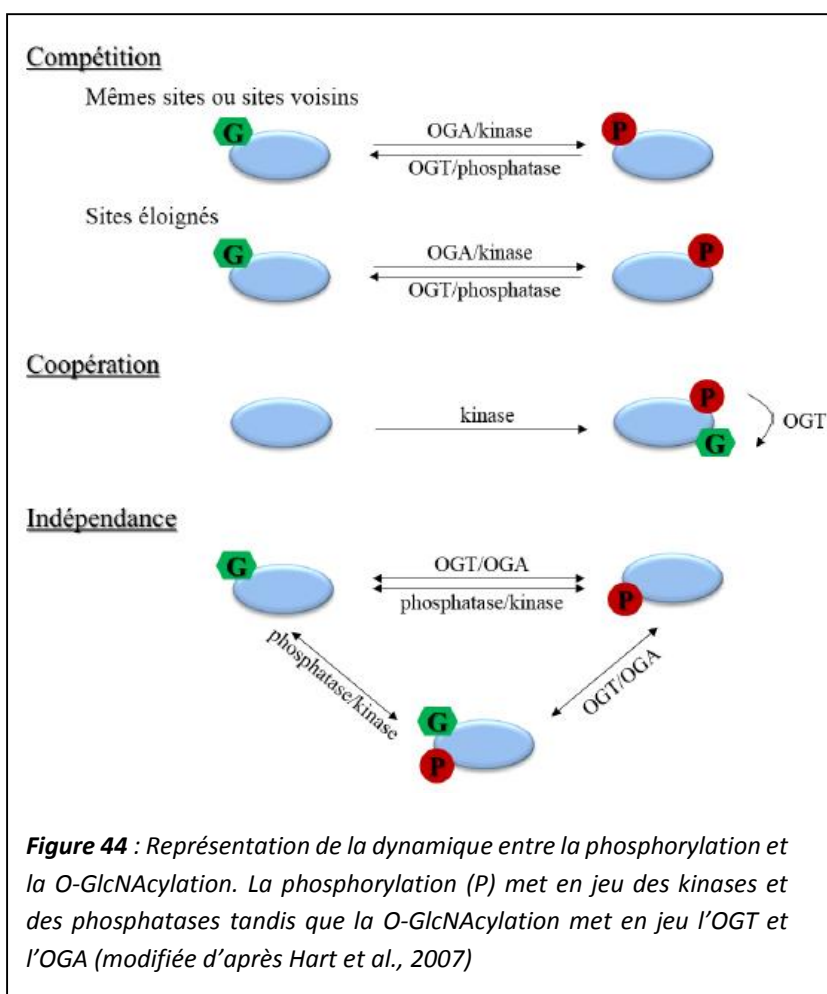 Compétition
Mêmes sites ou sites voisins
G
OGA/kinase
OGT/phosphatase
P
Sites éloignés
G
OGA/kinase
OGT/phosphatase
P
Coopération
kinase
P
G
OGT
Indépendance
G
OGT/OGA
phosphatase/kinase
P
phosphatase/kinase
OGT/OGA
G
P
Figure 44 : Représentation de la dynamique entre la phosphorylation et
la O-GlcNAcylation. La phosphorylation (P) met en jeu des kinases et
des phosphatases tandis que la O-GlcNAcylation met en jeu l’OGT et
l’OGA (modifiée d’après Hart et al., 2007)